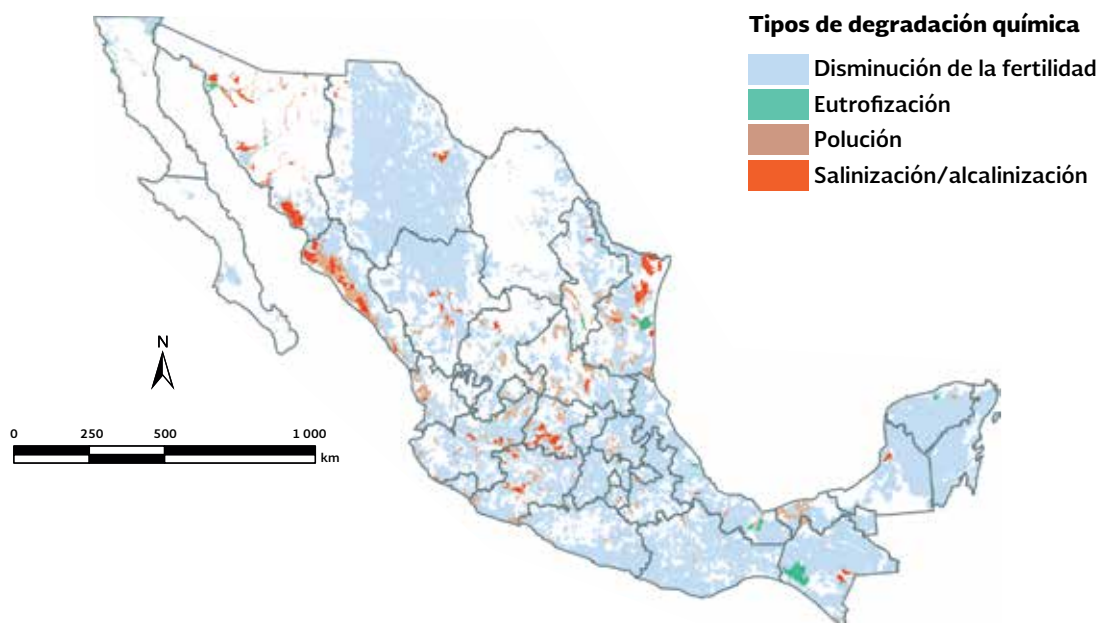 Tipos de degradación química
Disminución de la fertilidad
Eutrofización
Polución
Salinización/alcalinización
N
0 250 500 1 000
km